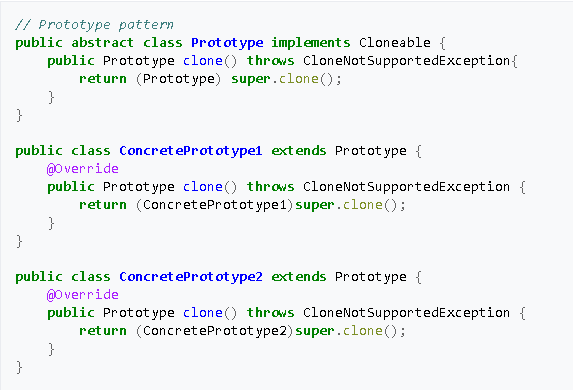 // Prototype pattern
public abstract class Prototype implements Cloneable {
    public Prototype clone() throws CloneNotSupportedException{
        return (Prototype) super.clone();
    }
}

public class ConcretePrototype1 extends Prototype {
    @Override
    public Prototype clone() throws CloneNotSupportedException {
        return (ConcretePrototype1)super.clone();
    }
}

public class ConcretePrototype2 extends Prototype {
    @Override
    public Prototype clone() throws CloneNotSupportedException {
        return (ConcretePrototype2)super.clone();
    }
}